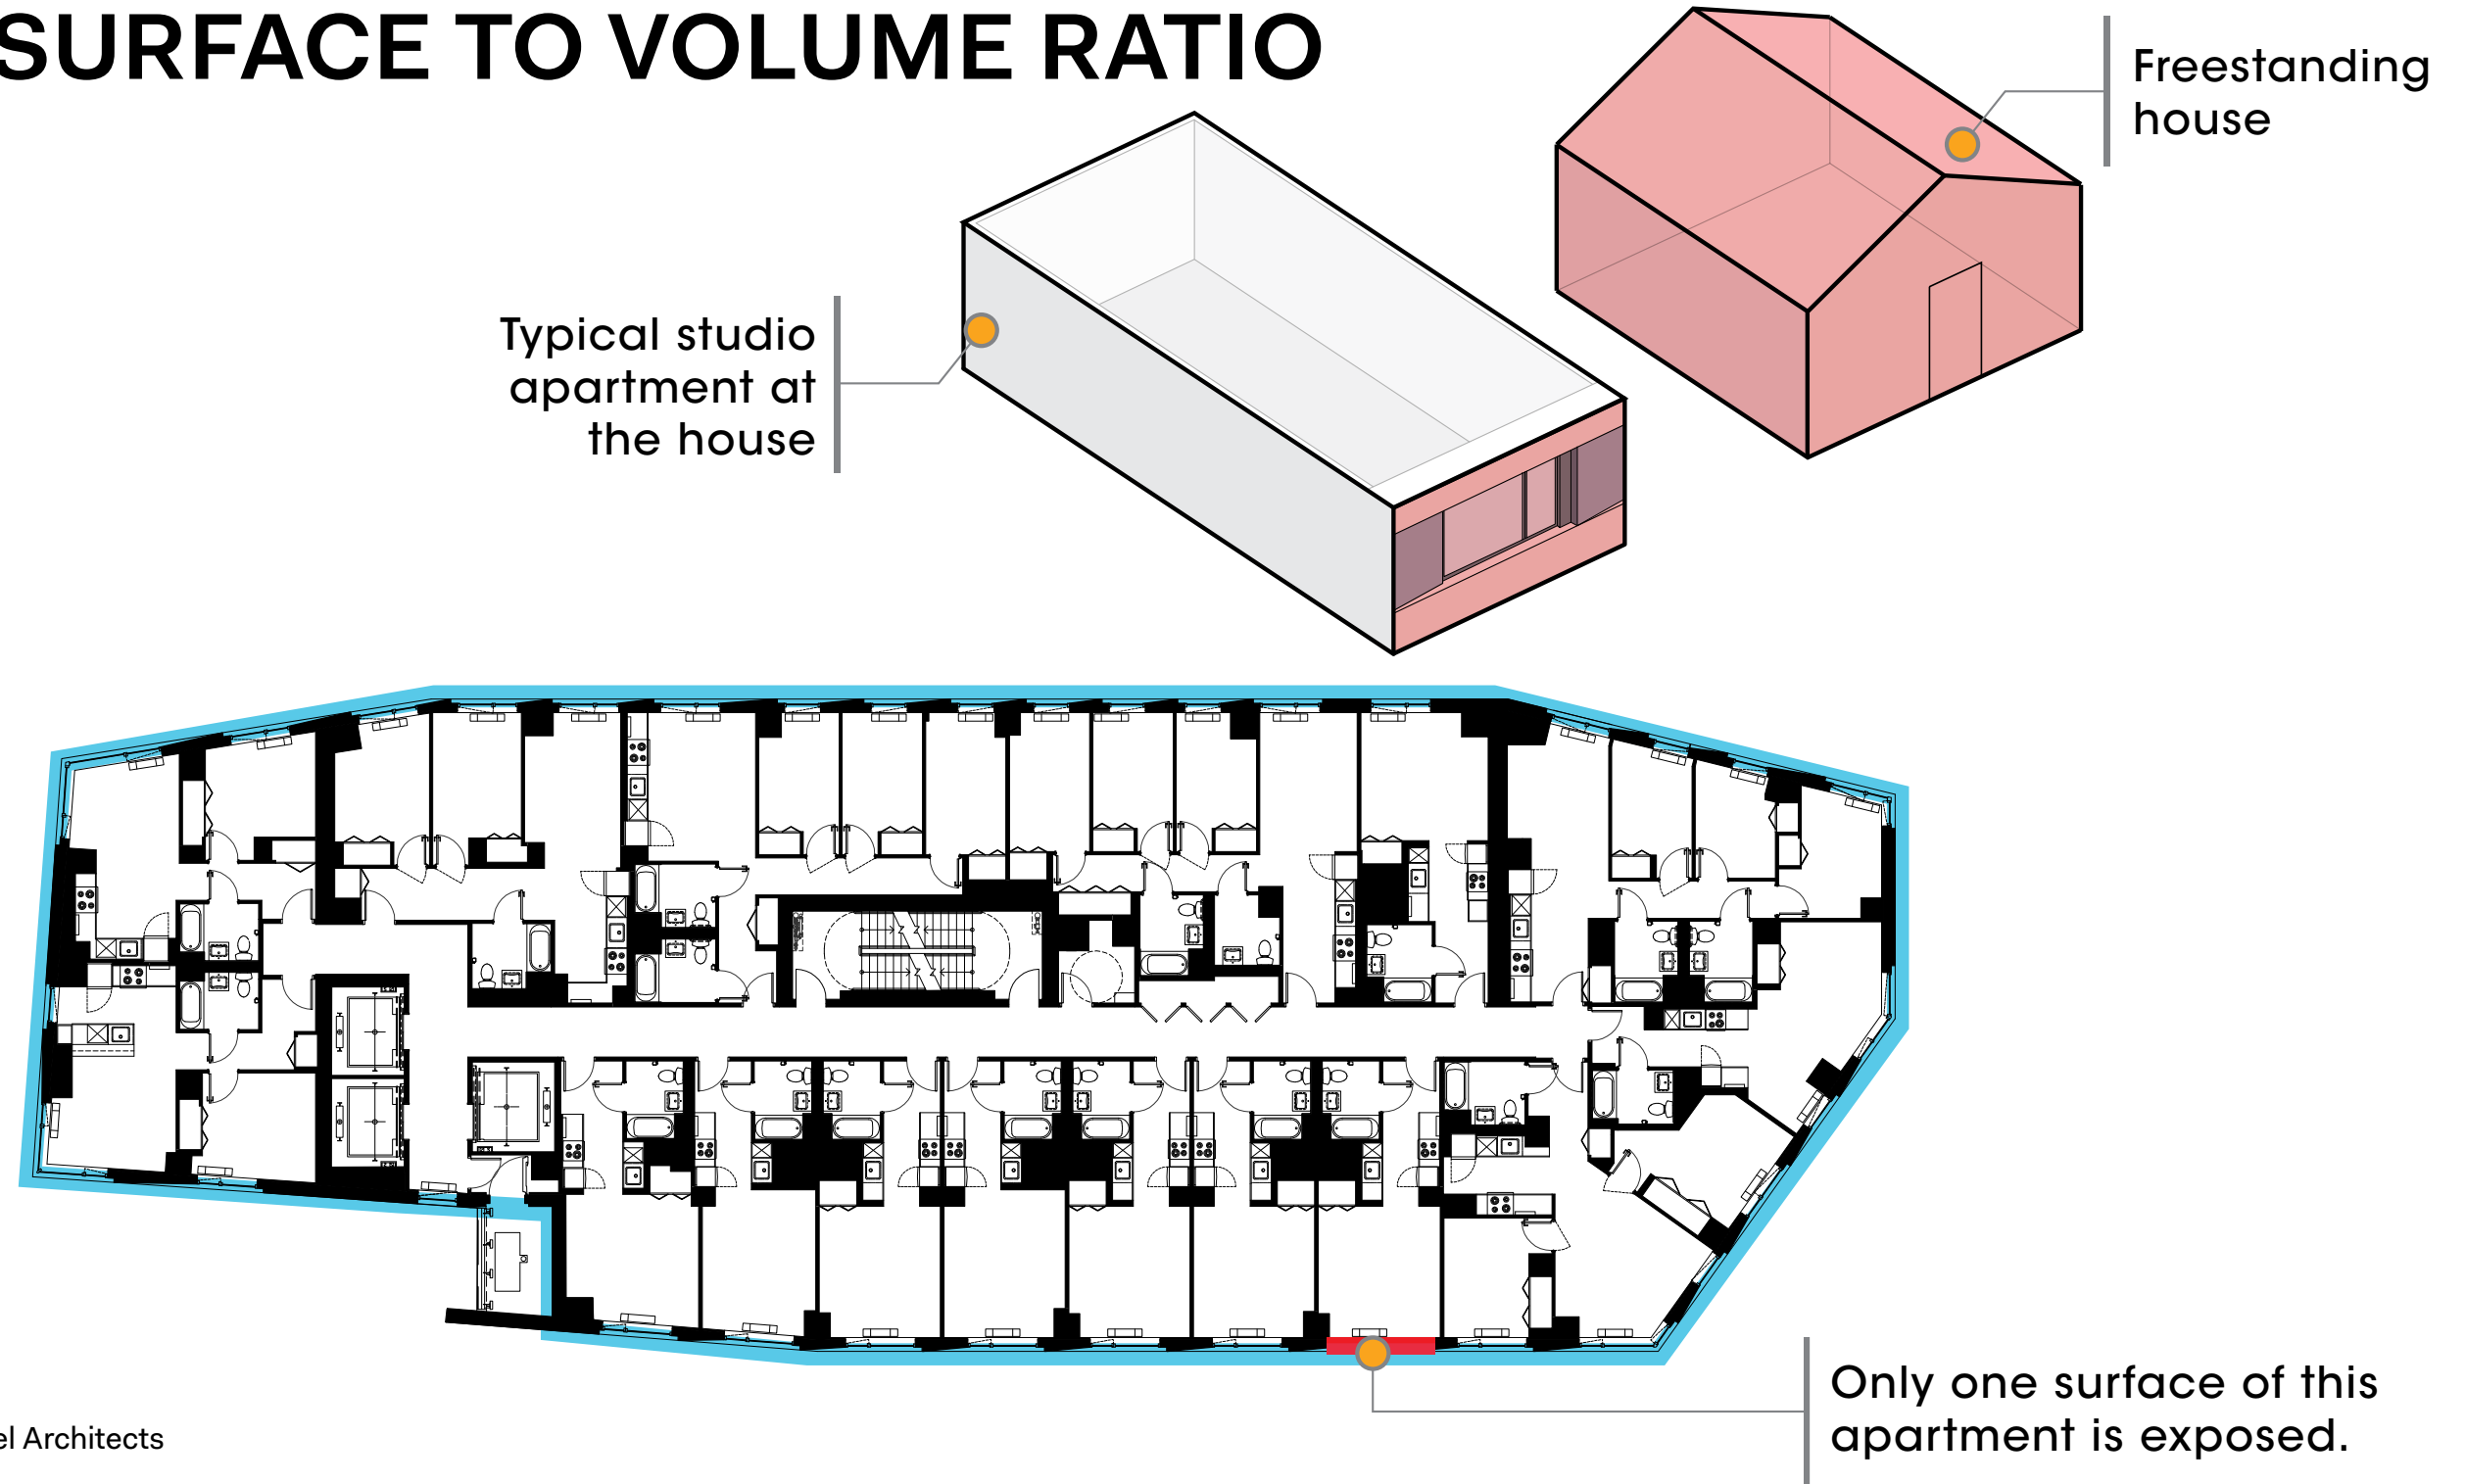 SURFACE TO VOLUME RATIO
Freestanding
house
Typical studio
apartment at
the house
Only one surface of this
apartment is exposed.
el Architects